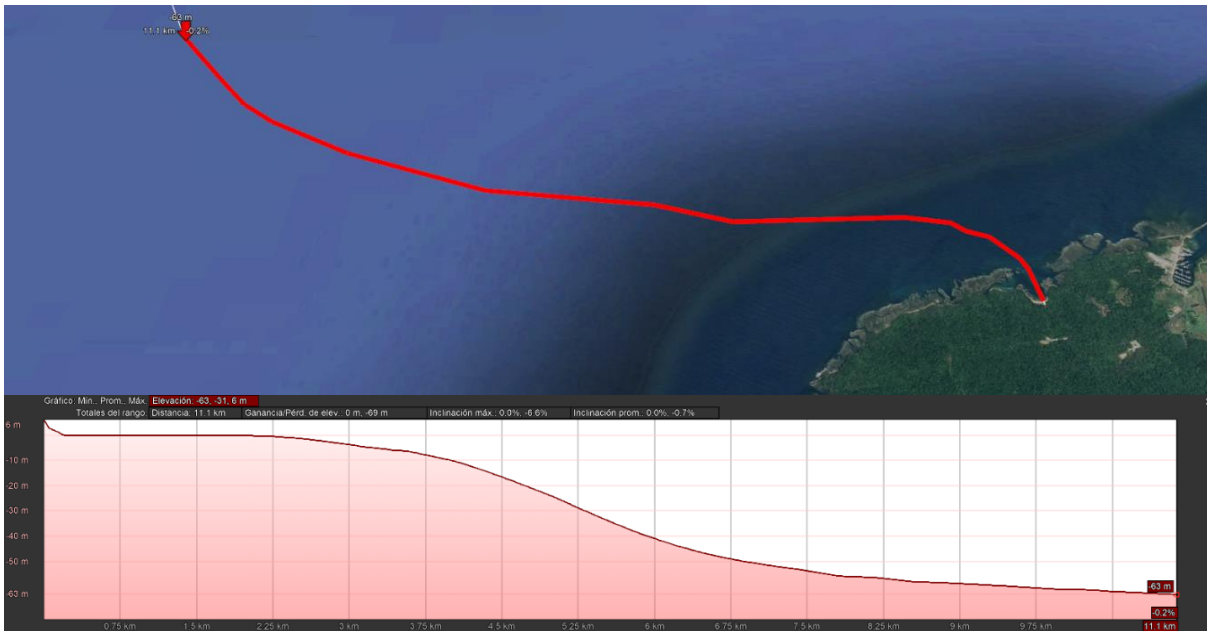 -63 m
11.1 km -0.2%
Gráfico: Min., Prom., Máx. Elevación: -63, -31, 6 m
Totales del rango: Distancia: 11.1 km Ganancia/Pérd. de elev.: 0 m, -69 m Inclinación máx.: 0.0%, -6.6% Inclinación prom.: 0.0%, -0.7%
6 m
-10 m
-20 m
-30 m
-40 m
-50 m
-63 m
-63 m
-0.2%
0.75 km 1.5 km 2.25 km 3 km 3.75 km 4.5 km 5.25 km 6 km 6.75 km 7.5 km 8.25 km 9 km 9.75 km 11.1 km